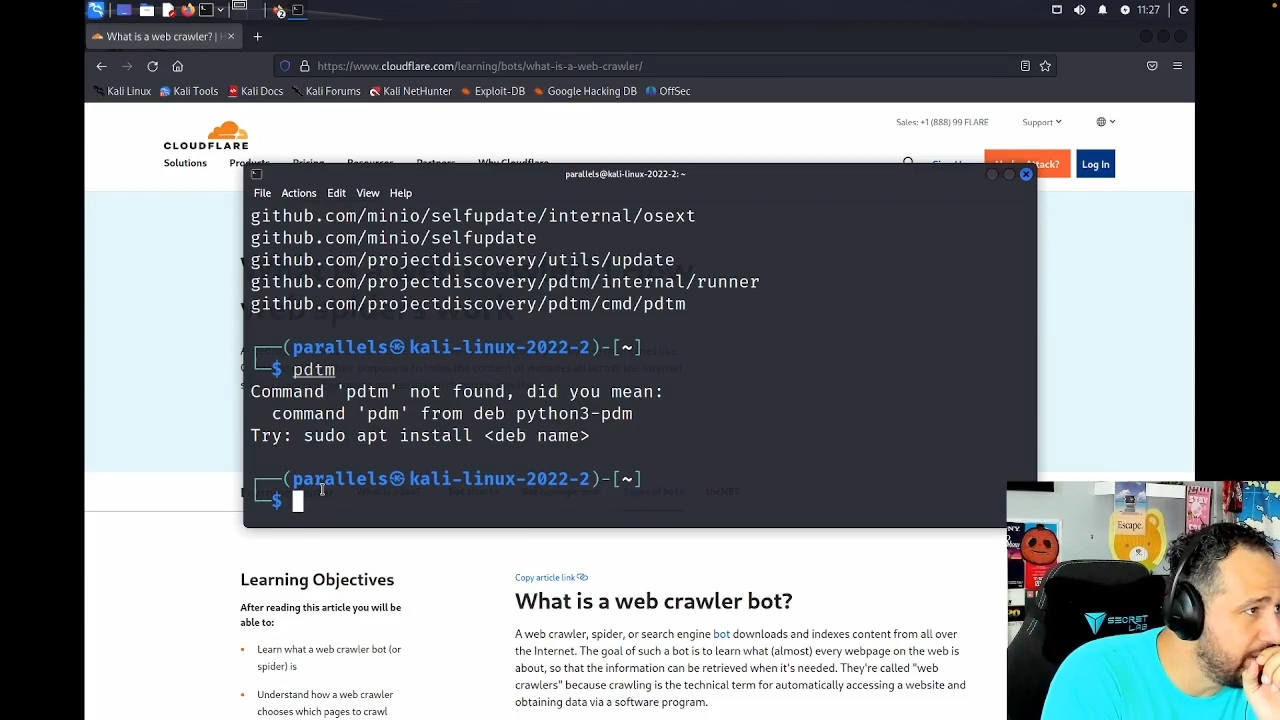 11:27
What is a web crawler? | H
https://www.cloudflare.com/learning/bots/what-is-a-web-crawler/
Kali Linux Kali Tools Kali Docs Kali Forums Kali NetHunter Exploit-DB Google Hacking DB OffSec
Sales: +1 (888) 99 FLARE Support
CLOUDFLARE
Solutions Products Pricing Resources Partners Why Cloudflare
Under Attack? Log In
parallels@kali-linux-2022-2: ~
File Actions Edit View Help
github.com/minio/selfupdate/internal/osext
github.com/minio/selfupdate
github.com/projectdiscovery/utils/update
github.com/projectdiscovery/pdtm/internal/runner
github.com/projectdiscovery/pdtm/cmd/pdtm
┌──(parallels㉿kali-linux-2022-2)-[~]
└─$ pdtm
Command 'pdtm' not found, did you mean:
command 'pdm' from deb python3-pdm
Try: sudo apt install <deb name>
┌──(parallels㉿kali-linux-2022-2)-[~]
└─$
Learning Objectives
After reading this article you will be
able to:
Learn what a web crawler bot (or
spider) is
Understand how a web crawler
chooses which pages to crawl
Copy article link
What is a web crawler bot?
A web crawler, spider, or search engine bot downloads and indexes content from all over
the Internet. The goal of such a bot is to learn what (almost) every webpage on the web is
about, so that the information can be retrieved when it's needed. They're called "web
crawlers" because crawling is the technical term for automatically accessing a website and
obtaining data via a software program.
Escape.
SECRET
LAB